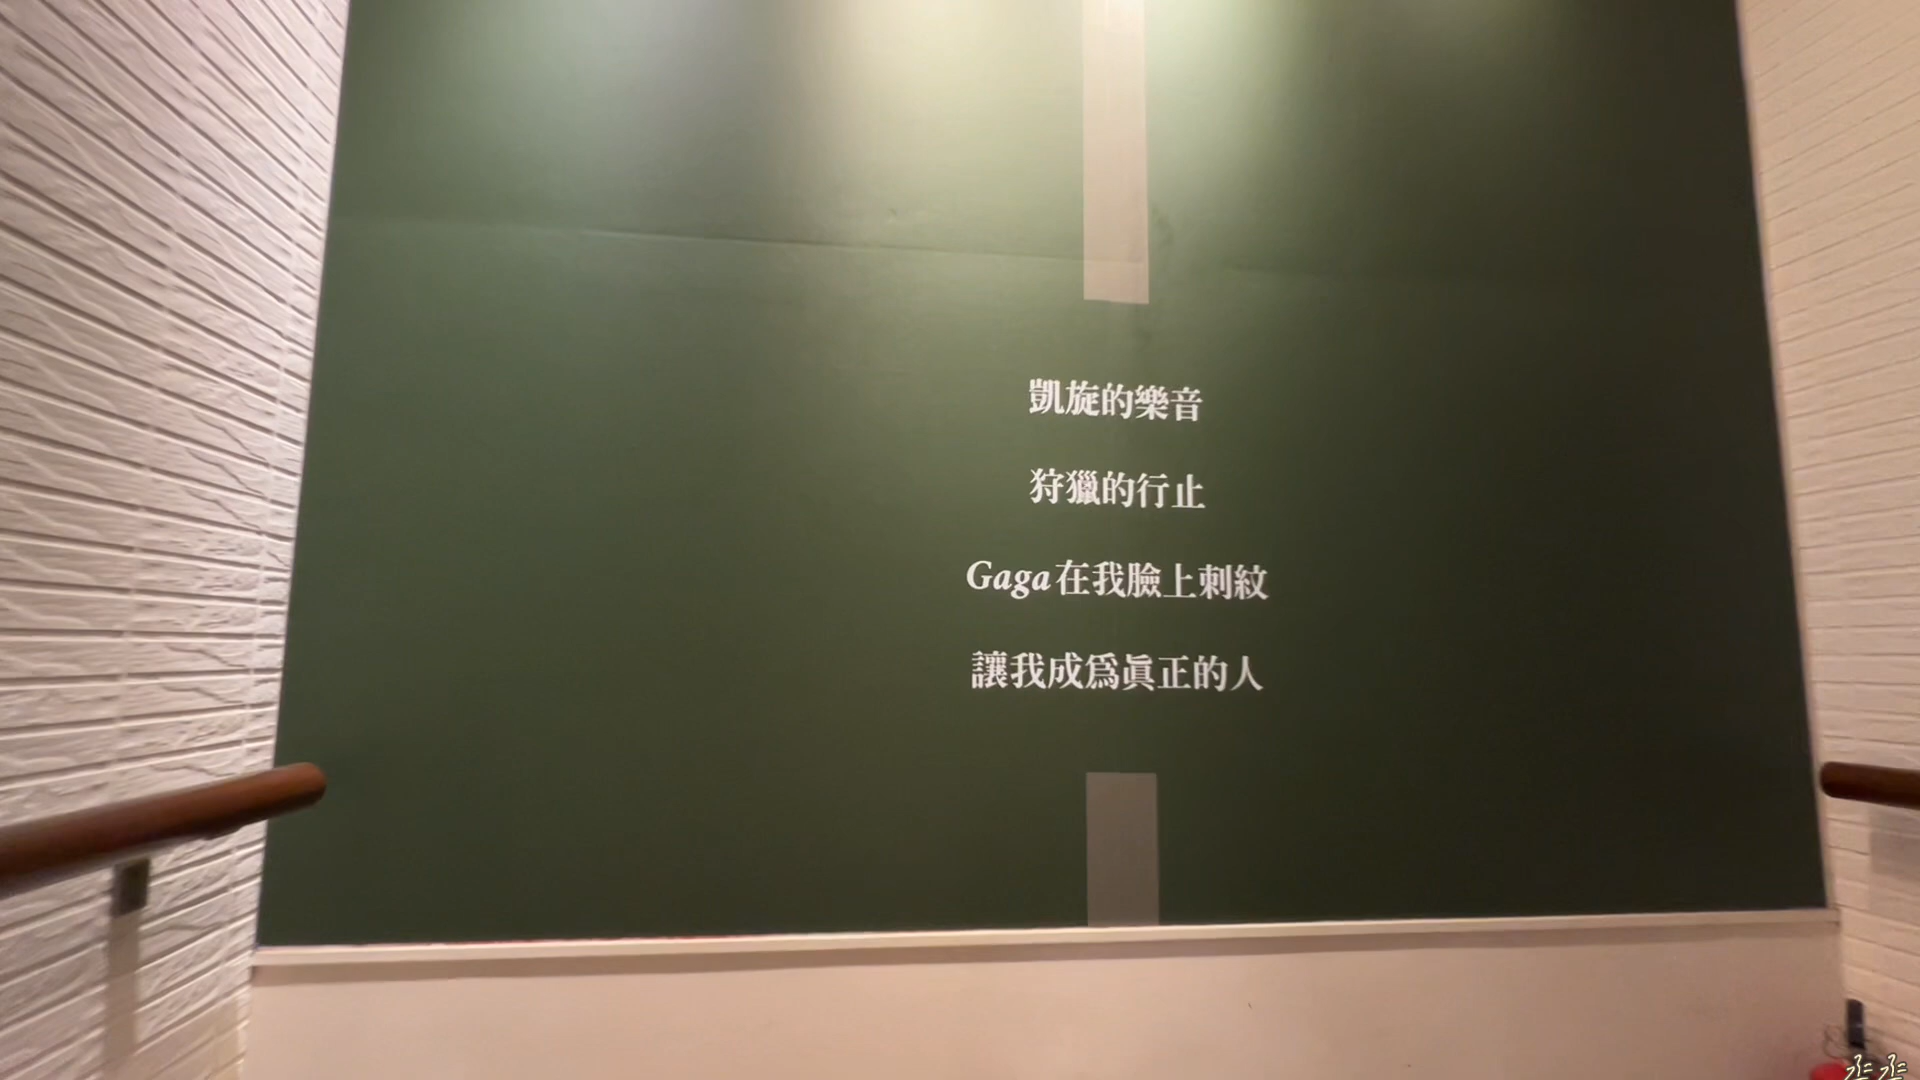 凱旋的樂音
狩獵的行止
Gaga在我臉上刺紋
讓我成爲眞正的人